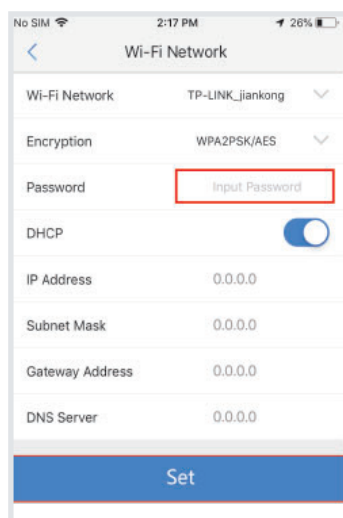 No SIM 2:17 PM 26%
Wi-Fi Network
Wi-Fi Network TP-LINK_jiankong
Encryption WPA2PSK/AES
Password Input Password
DHCP
IP Address 0.0.0.0
Subnet Mask 0.0.0.0
Gateway Address 0.0.0.0
DNS Server 0.0.0.0
Set